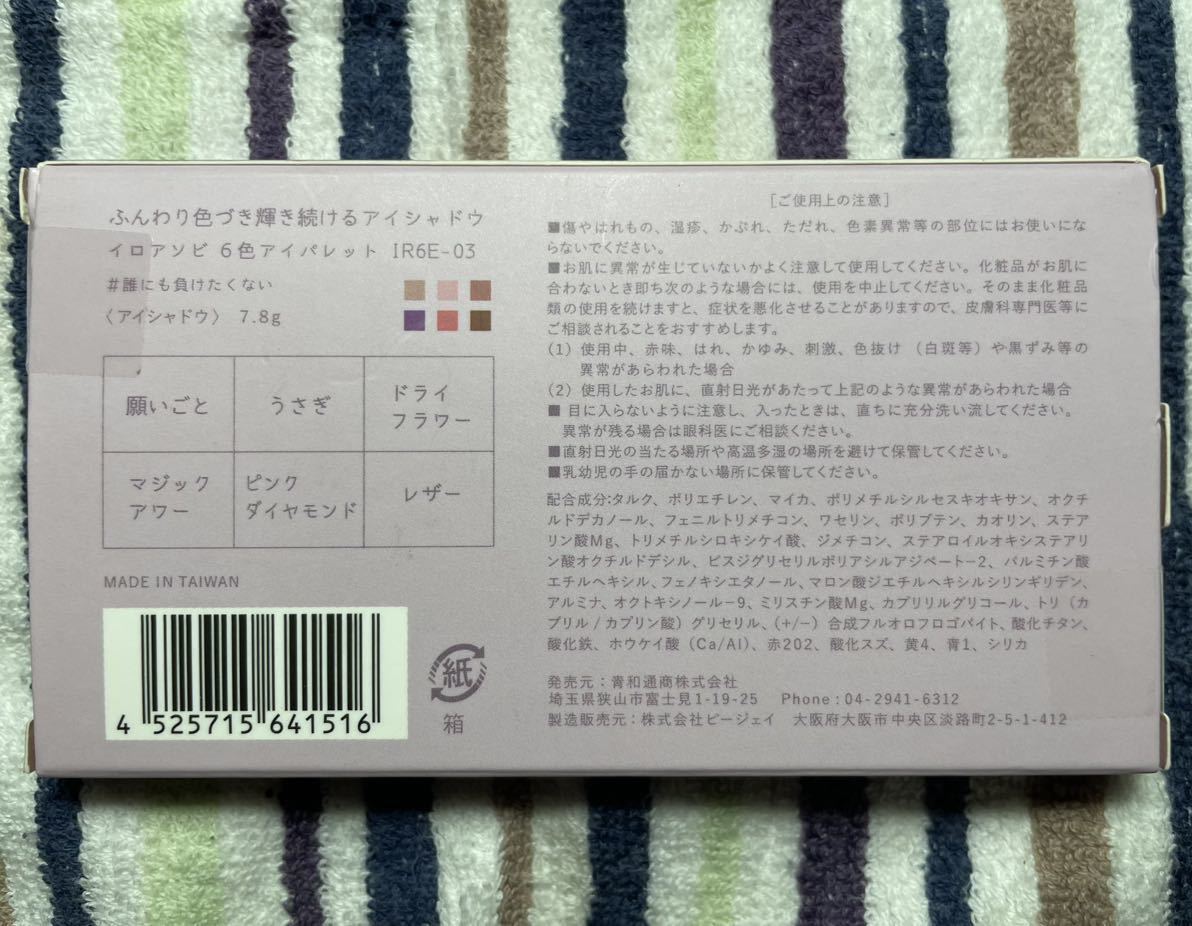 ふんわり色づき輝き続けるアイシャドウ
イロアソビ 6色アイパレット IR6E-03
#誰にも負けたくない
〈アイシャドウ〉 7.8g
願いごと
うさぎ
ドライ
フラワー
マジック
アワー
ピンク
ダイヤモンド
レザー
MADE IN TAIWAN
4 525715 641516
紙
箱
[ご使用上の注意]
■傷やはれもの、湿疹、かぶれ、ただれ、色素異常等の部位にはお使いにな
らないでください。
■お肌に異常が生じていないかよく注意して使用してください。化粧品がお肌に
合わないとき即ち次のような場合には、使用を中止してください。そのまま化粧品
類の使用を続けますと、症状を悪化させることがありますので、皮膚科専門医等に
ご相談されることをおすすめします。
(1) 使用中、赤味、はれ、かゆみ、刺激、色抜け (白斑等) や黒ずみ等の
異常があらわれた場合
(2) 使用したお肌に、直射日光があたって上記のような異常があらわれた場合
■ 目に入らないように注意し、入ったときは、直ちに充分洗い流してください。
異常が残る場合は眼科医にご相談ください。
■直射日光の当たる場所や高温多湿の場所を避けて保管してください。
■乳幼児の手の届かない場所に保管してください。
配合成分:タルク、ポリエチレン、マイカ、ポリメチルシルセスキオキサン、オクチ
ルドデカノール、フェニルトリメチコン、ワセリン、ポリブテン、カオリン、ステア
リン酸Mg、トリメチルシロキシケイ酸、ジメチコン、ステアロイルオキシステアリ
ン酸オクチルドデシル、ビスジグリセリルポリアシルアジペート-2、パルミチン酸
エチルヘキシル、フェノキシエタノール、マロン酸ジエチルヘキシルシリンギリデン、
アルミナ、オクトキシノール-9、ミリスチン酸Mg、カプリリルグリコール、トリ (カ
プリル / カプリン酸) グリセリル、(+/-) 合成フルオロフロゴパイト、酸化チタン、
酸化鉄、ホウケイ酸 (Ca/Al)、赤202、酸化スズ、黄4、青1、シリカ
発売元:青和通商株式会社
埼玉県狭山市富士見1-19-25 Phone:04-2941-6312
製造販売元:株式会社ピージェイ 大阪府大阪市中央区淡路町2-5-1-412